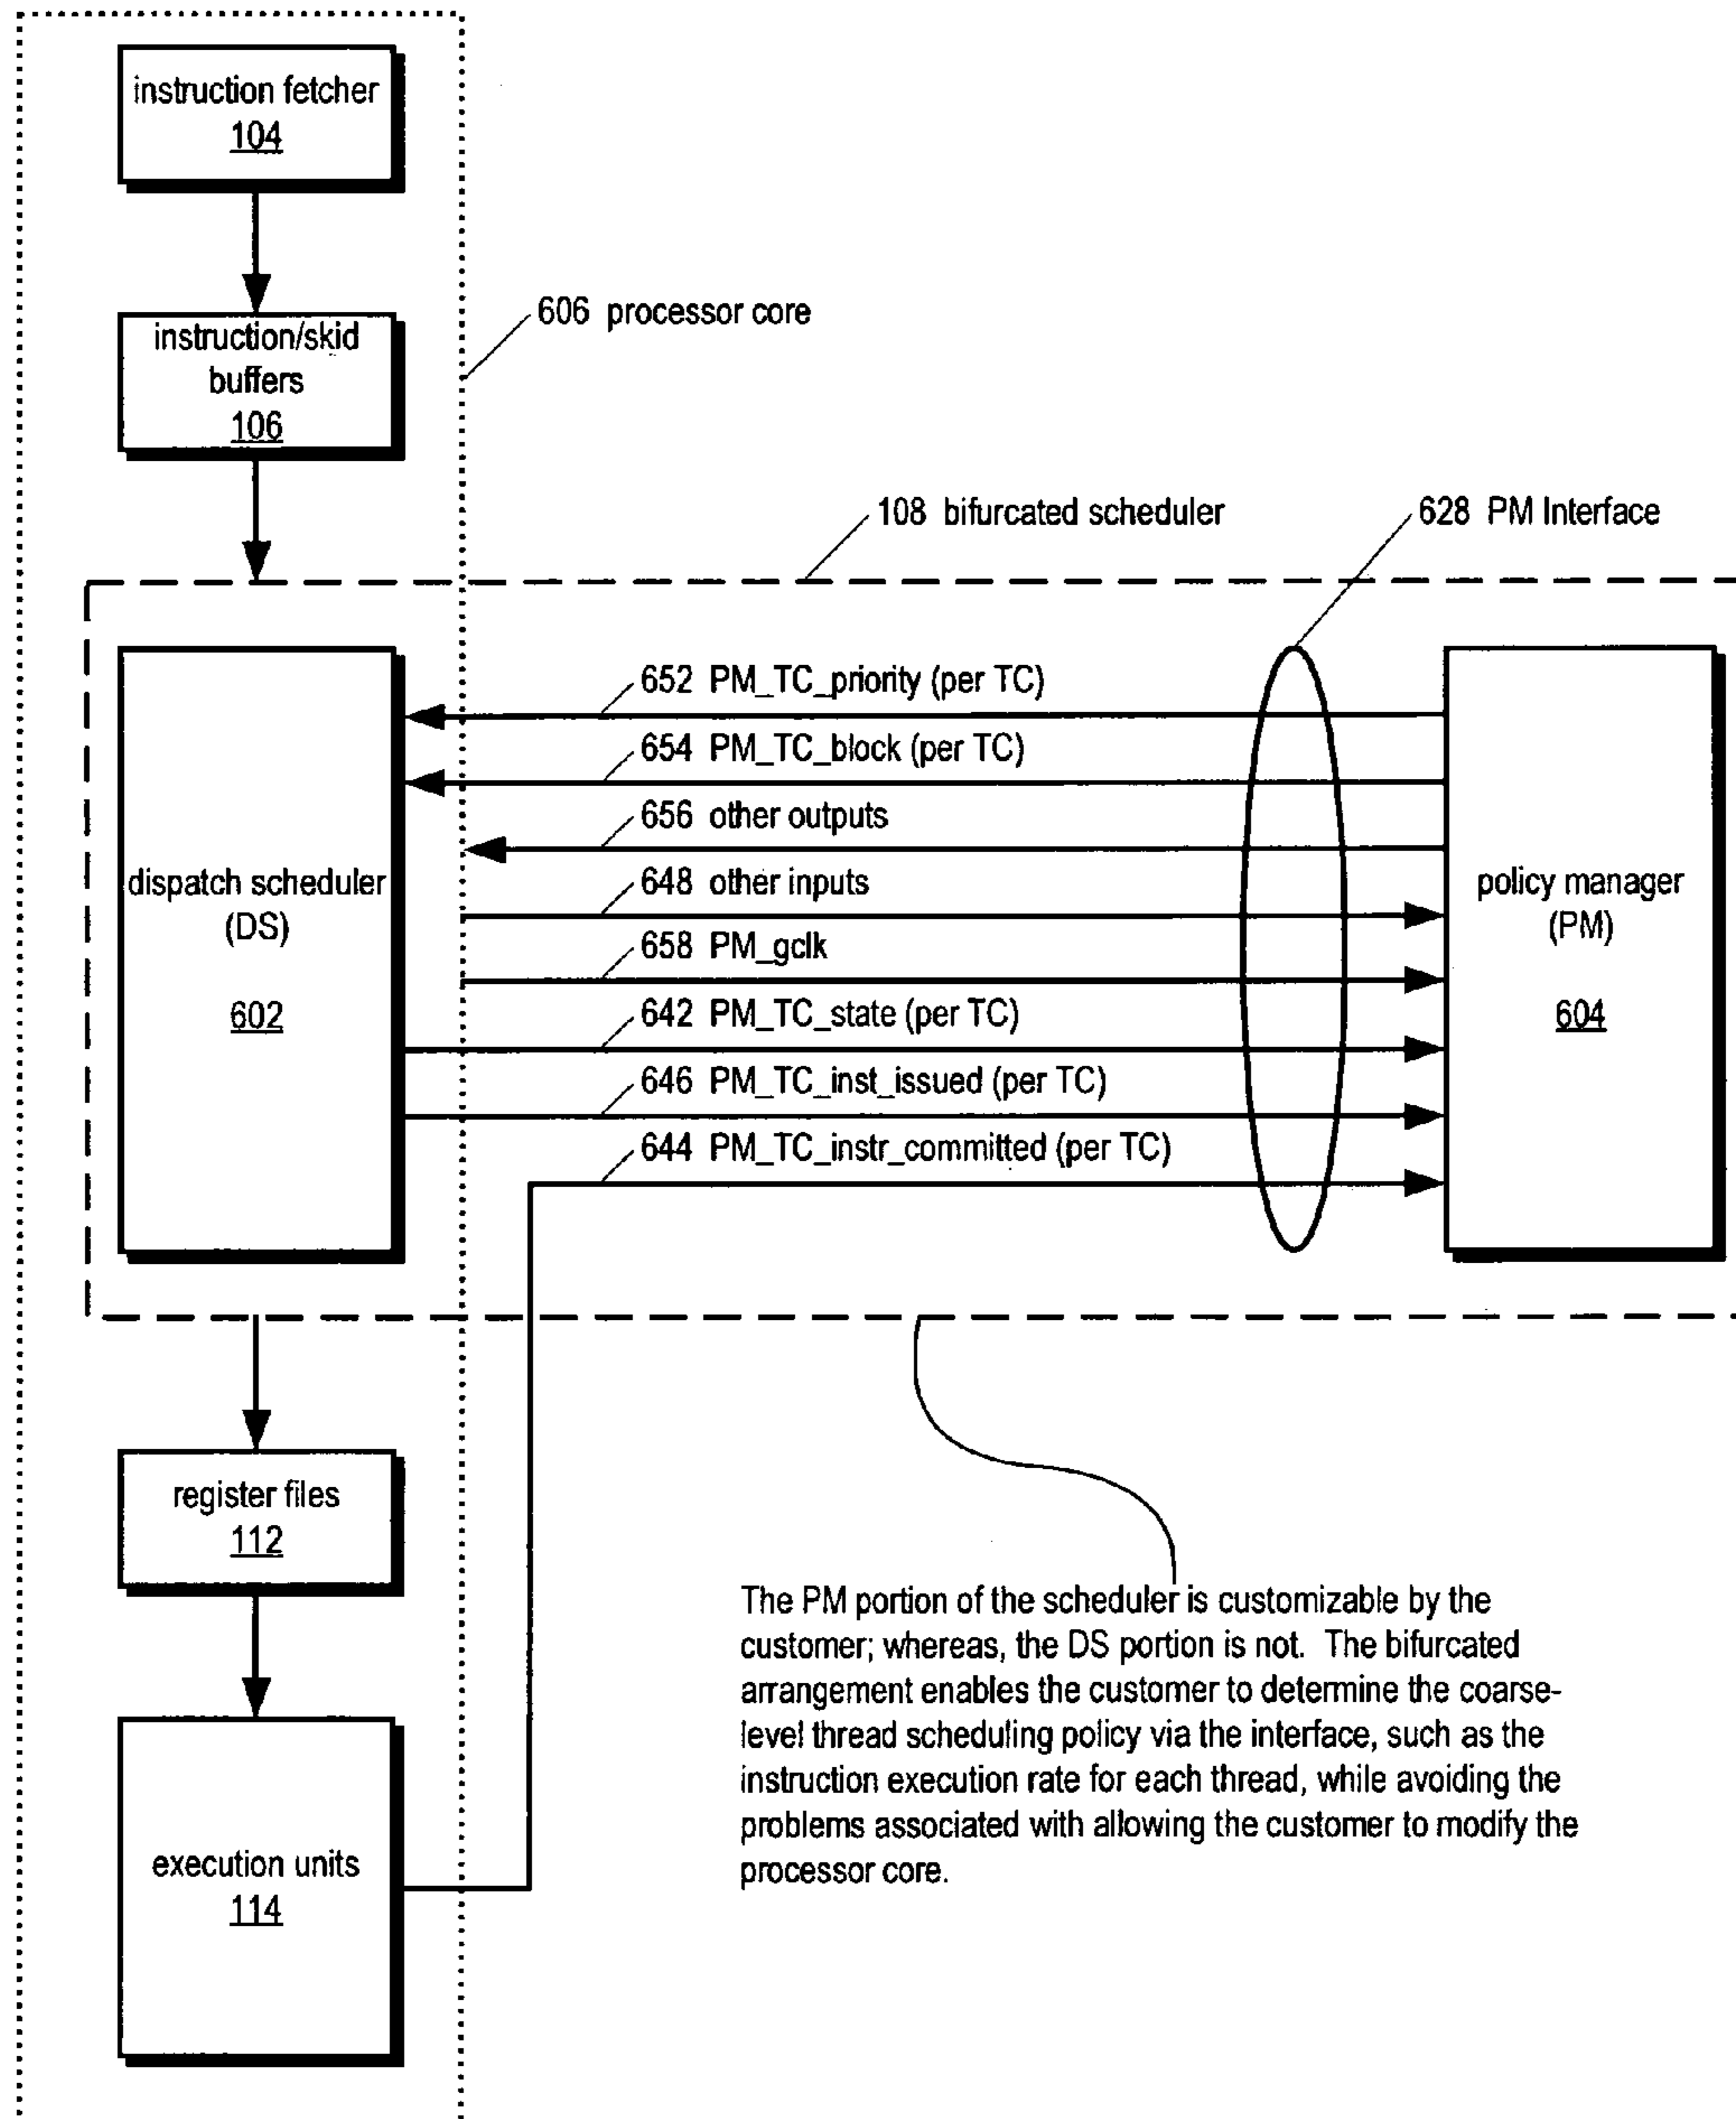 instruction fetcher
104
instruction/skid
buffers
106
606 processor core
108 bifurcated scheduler
628 PM Interface
652 PM_TC_priority (per TC)
654 PM_TC_block (per TC)
656 other outputs
648 other inputs
658 PM_gclk
642 PM_TC_state (per TC)
646 PM_TC_inst_issued (per TC)
644 PM_TC_instr_committed (per TC)
dispatch scheduler
(DS)
602
policy manager
(PM)
604
register files
112
execution units
114
The PM portion of the scheduler is customizable by the
customer; whereas, the DS portion is not. The bifurcated
arrangement enables the customer to determine the coarse-
level thread scheduling policy via the interface, such as the
instruction execution rate for each thread, while avoiding the
problems associated with allowing the customer to modify the
processor core.